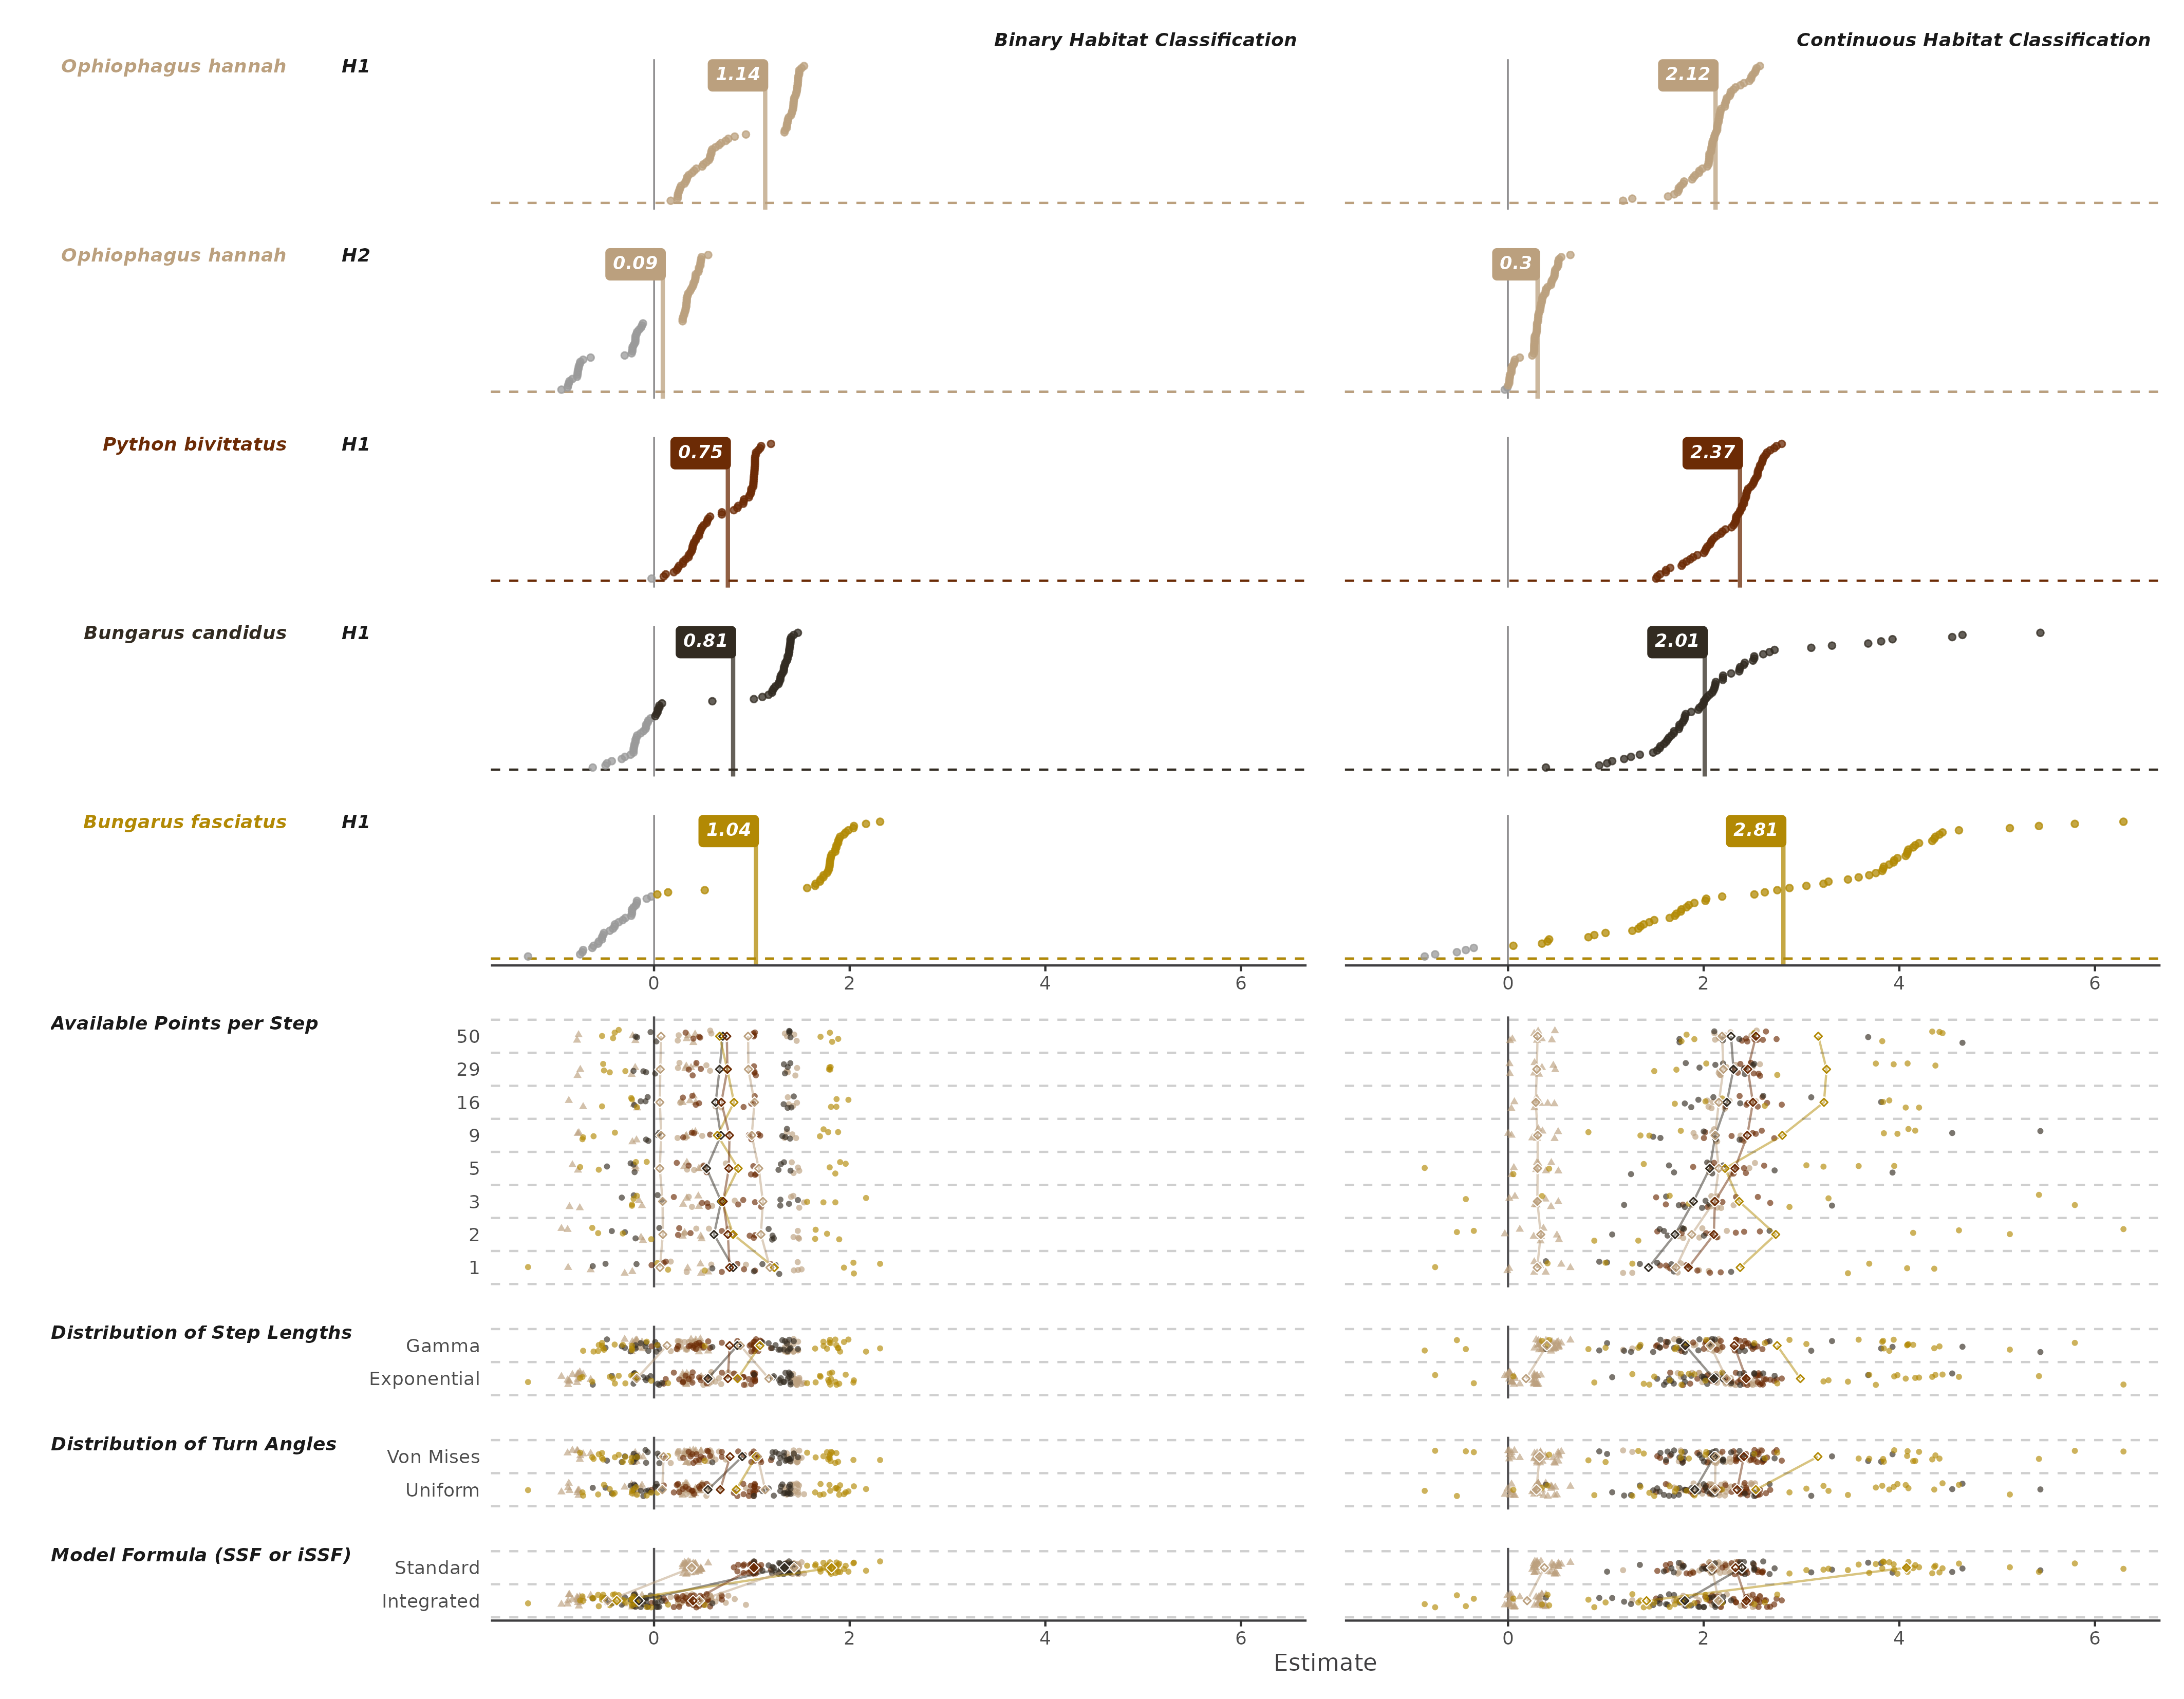 Binary Habitat Classification
Continuous Habitat Classification
Ophiophagus hannah H1
1.14
2.12
Ophiophagus hannah H2
0.09
0.3
Python bivittatus H1
0.75
2.37
Bungarus candidus H1
0.81
2.01
Bungarus fasciatus H1
1.04
2.81
0 2 4 6
0 2 4 6
Available Points per Step
50
29
16
9
5
3
2
1
Distribution of Step Lengths
Gamma
Exponential
Distribution of Turn Angles
Von Mises
Uniform
Model Formula (SSF or iSSF)
Standard
Integrated
0 2 4 6
0 2 4 6
Estimate